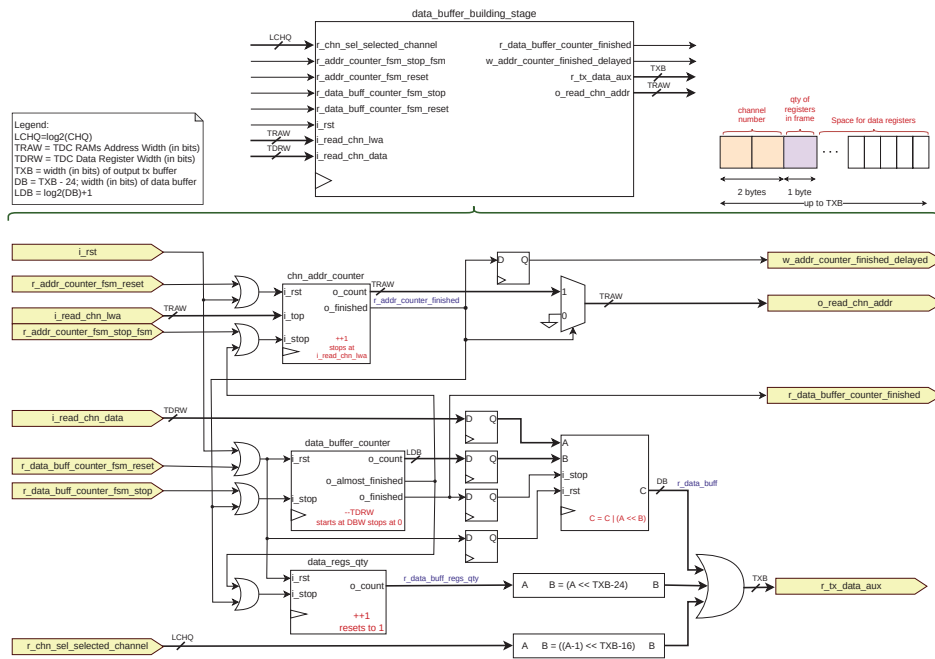 data_buffer_building_stage
LCHQ
r_chn_sel_selected_channel
r_addr_counter_fsm_stop_fsm
r_addr_counter_fsm_reset
r_data_buff_counter_fsm_stop
r_data_buff_counter_fsm_reset
i_rst
TRAW
i_read_chn_lwa
TDRW
i_read_chn_data
r_data_buffer_counter_finished
w_addr_counter_finished_delayed
TXB
r_tx_data_aux
TRAW
o_read_chn_addr
Legend:
LCHQ=log2(CHQ)
TRAW = TDC RAMs Address Width (in bits)
TDRW = TDC Data Register Width (in bits)
TXB = width (in bits) of output tx buffer
DB = TXB - 24; width (in bits) of data buffer
LDB = log2(DB)+1
channel
number
qty of
registers
in frame
Space for data registers
2 bytes
1 byte
up to TXB
i_rst
r_addr_counter_fsm_reset
i_read_chn_lwa
TRAW
r_addr_counter_fsm_stop_fsm
chn_addr_counter
i_rst
i_top
i_stop
o_count
o_finished
++1
stops at
i_read_chn_lwa
TRAW
r_addr_counter_finished
D Q
1
0
TRAW
w_addr_counter_finished_delayed
o_read_chn_addr
r_data_buffer_counter_finished
i_read_chn_data
TDRW
r_data_buff_counter_fsm_reset
r_data_buff_counter_fsm_stop
data_buffer_counter
i_rst
i_stop
o_count
o_almost_finished
o_finished
--TDRW
starts at DBW stops at 0
LDB
D Q
D Q
D Q
D Q
A
B
i_stop
i_rst
C
C = C | (A << B)
DB
r_data_buff
data_regs_qty
i_rst
i_stop
o_count
++1
resets to 1
r_data_buff_regs_qty
A B = (A << TXB-24) B
TXB
r_tx_data_aux
r_chn_sel_selected_channel
LCHQ
A B = ((A-1) << TXB-16) B